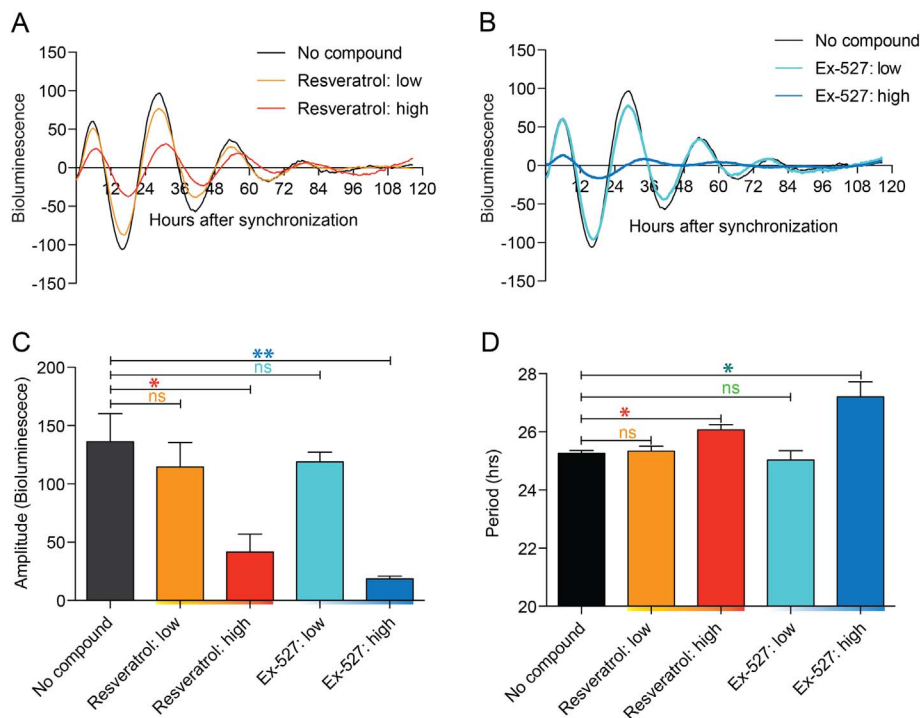 A
150
100
50
0
-50
-100
-150
Bioluminescence
No compound
Resveratrol: low
Resveratrol: high
12 24 36 48 60 72 84 96 108 120
Hours after synchronization
B
150
100
50
0
-50
-100
-150
Bioluminescence
No compound
Ex-527: low
Ex-527: high
12 24 36 48 60 72 84 96 108 120
Hours after synchronization
C
200
150
100
50
0
Amplitude (Bioluminescece)
**
ns
*
ns
No compound
Resveratrol: low
Resveratrol: high
Ex-527: low
Ex-527: high
D
28
26
24
22
20
Period (hrs)
*
ns
*
ns
No compound
Resveratrol: low
Resveratrol: high
Ex-527: low
Ex-527: high